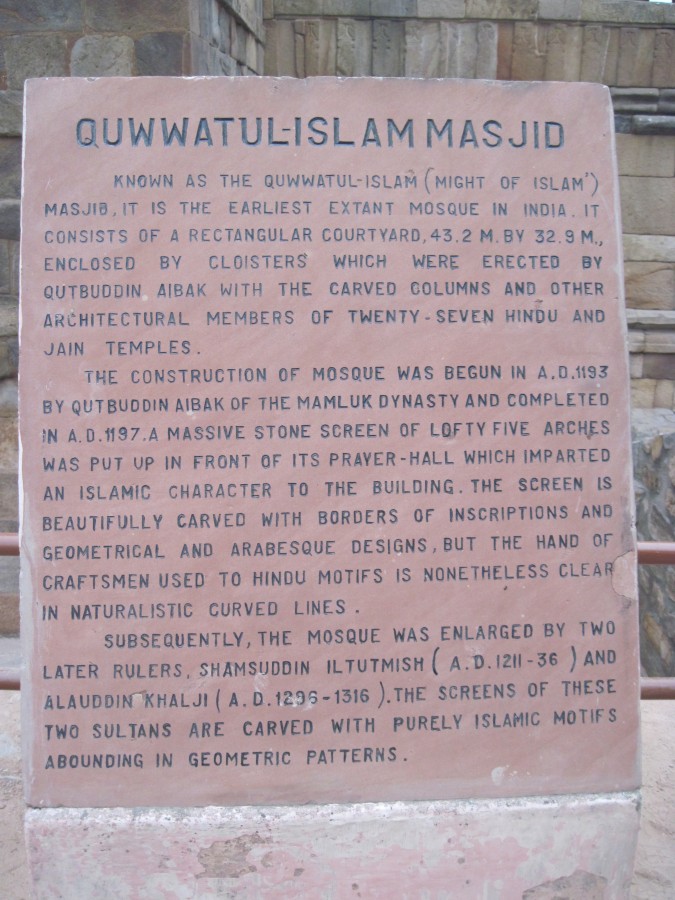 QUWWATUL-ISLAM MASJID
KNOWN AS THE QUWWATUL-ISLAM (MIGHT OF ISLAM')
MASJIB, IT IS THE EARLIEST EXTANT MOSQUE IN INDIA. IT
CONSISTS OF A RECTANGULAR COURTYARD, 43.2 M. BY 32.9 M.,
ENCLOSED BY CLOISTERS WHICH WERE ERECTED BY
QUTBUDDIN AIBAK WITH THE CARVED COLUMNS AND OTHER
ARCHITECTURAL MEMBERS OF TWENTY-SEVEN HINDU AND
JAIN TEMPLES.
THE CONSTRUCTION OF MOSQUE WAS BEGUN IN A.D.1193
BY QUTBUDDIN AIBAK OF THE MAMLUK DYNASTY AND COMPLETED
IN A.D.1197. A MASSIVE STONE SCREEN OF LOFTY FIVE ARCHES
WAS PUT UP IN FRONT OF ITS PRAYER-HALL WHICH IMPARTED
AN ISLAMIC CHARACTER TO THE BUILDING. THE SCREEN IS
BEAUTIFULLY CARVED WITH BORDERS OF INSCRIPTIONS AND
GEOMETRICAL AND ARABESQUE DESIGNS, BUT THE HAND OF
CRAFTSMEN USED TO HINDU MOTIFS IS NONETHELESS CLEAR
IN NATURALISTIC CURVED LINES.
SUBSEQUENTLY, THE MOSQUE WAS ENLARGED BY TWO
LATER RULERS, SHAMSUDDIN ILTUTMISH ( A.D.1211-36 ) AND
ALAUDDIN KHALJI ( A.D.1296-1316 ). THE SCREENS OF THESE
TWO SULTANS ARE CARVED WITH PURELY ISLAMIC MOTIFS
ABOUNDING IN GEOMETRIC PATTERNS.